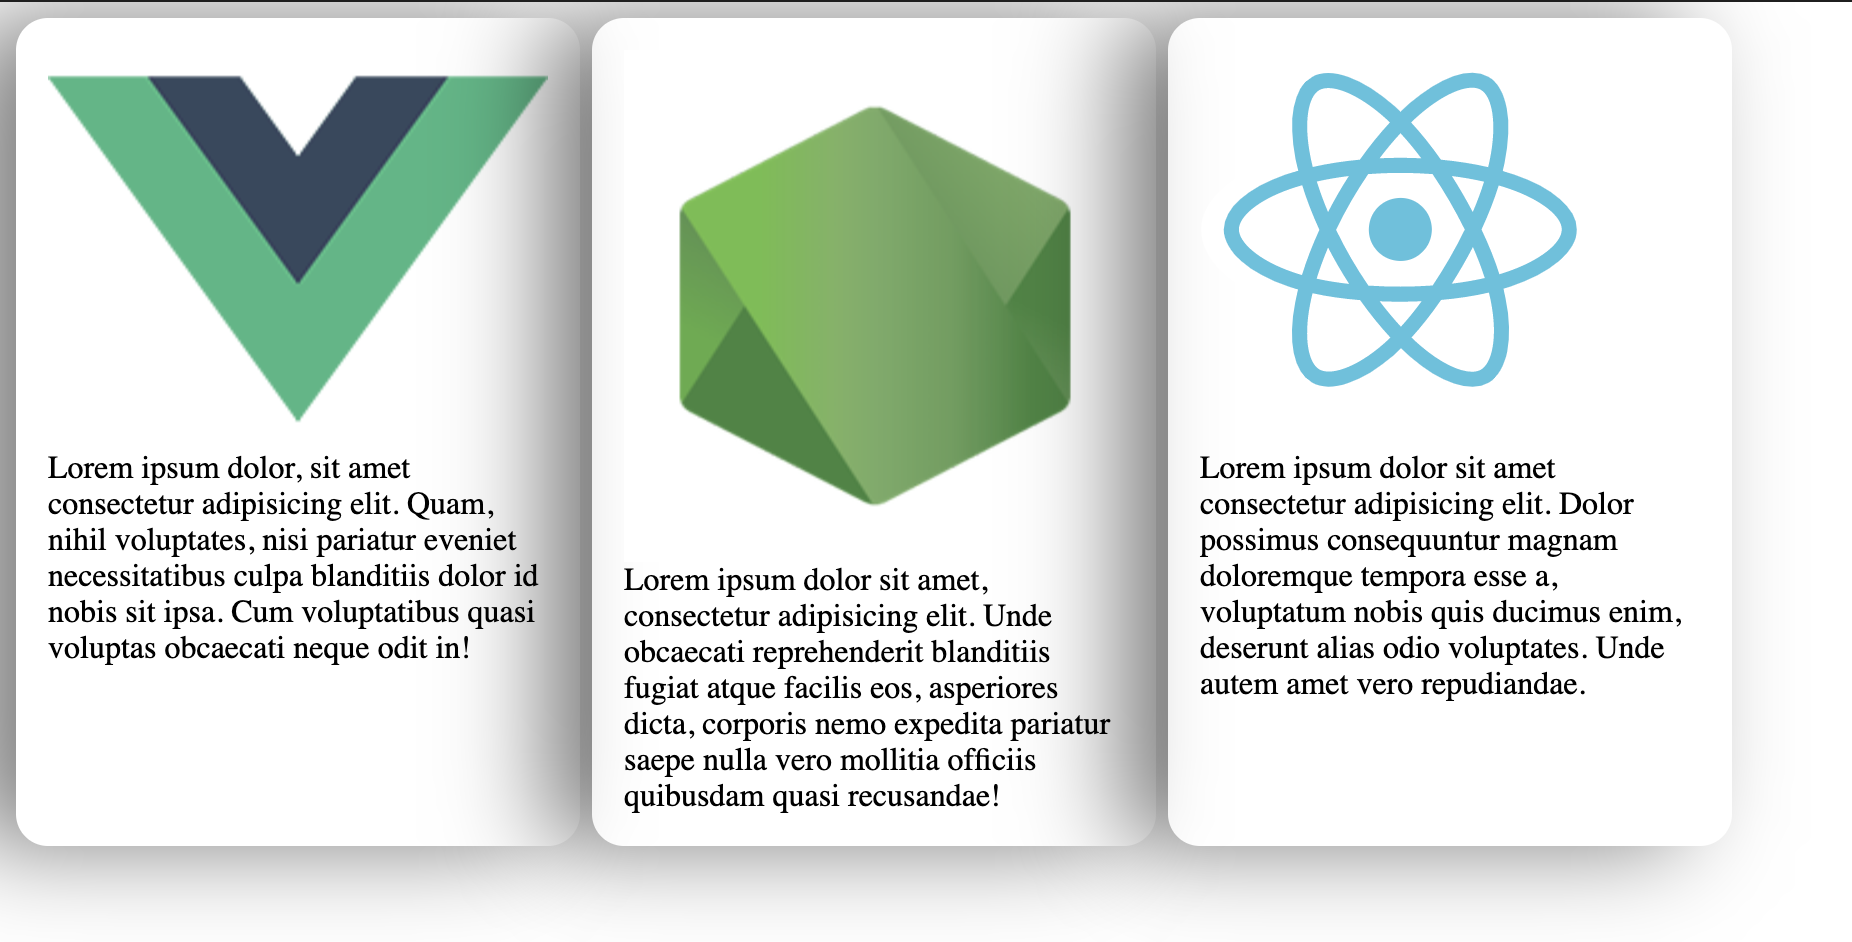 Lorem ipsum dolor, sit amet
consectetur adipisicing elit. Quam,
nihil voluptates, nisi pariatur eveniet
necessitatibus culpa blanditiis dolor id
nobis sit ipsa. Cum voluptatibus quasi
voluptas obcaecati neque odit in!
Lorem ipsum dolor sit amet,
consectetur adipisicing elit. Unde
obcaecati reprehenderit blanditiis
fugiat atque facilis eos, asperiores
dicta, corporis nemo expedita pariatur
saepe nulla vero mollitia officiis
quibusdam quasi recusandae!
Lorem ipsum dolor sit amet
consectetur adipisicing elit. Dolor
possimus consequuntur magnam
doloremque tempora esse a,
voluptatum nobis quis ducimus enim,
deserunt alias odio voluptates. Unde
autem amet vero repudiandae.